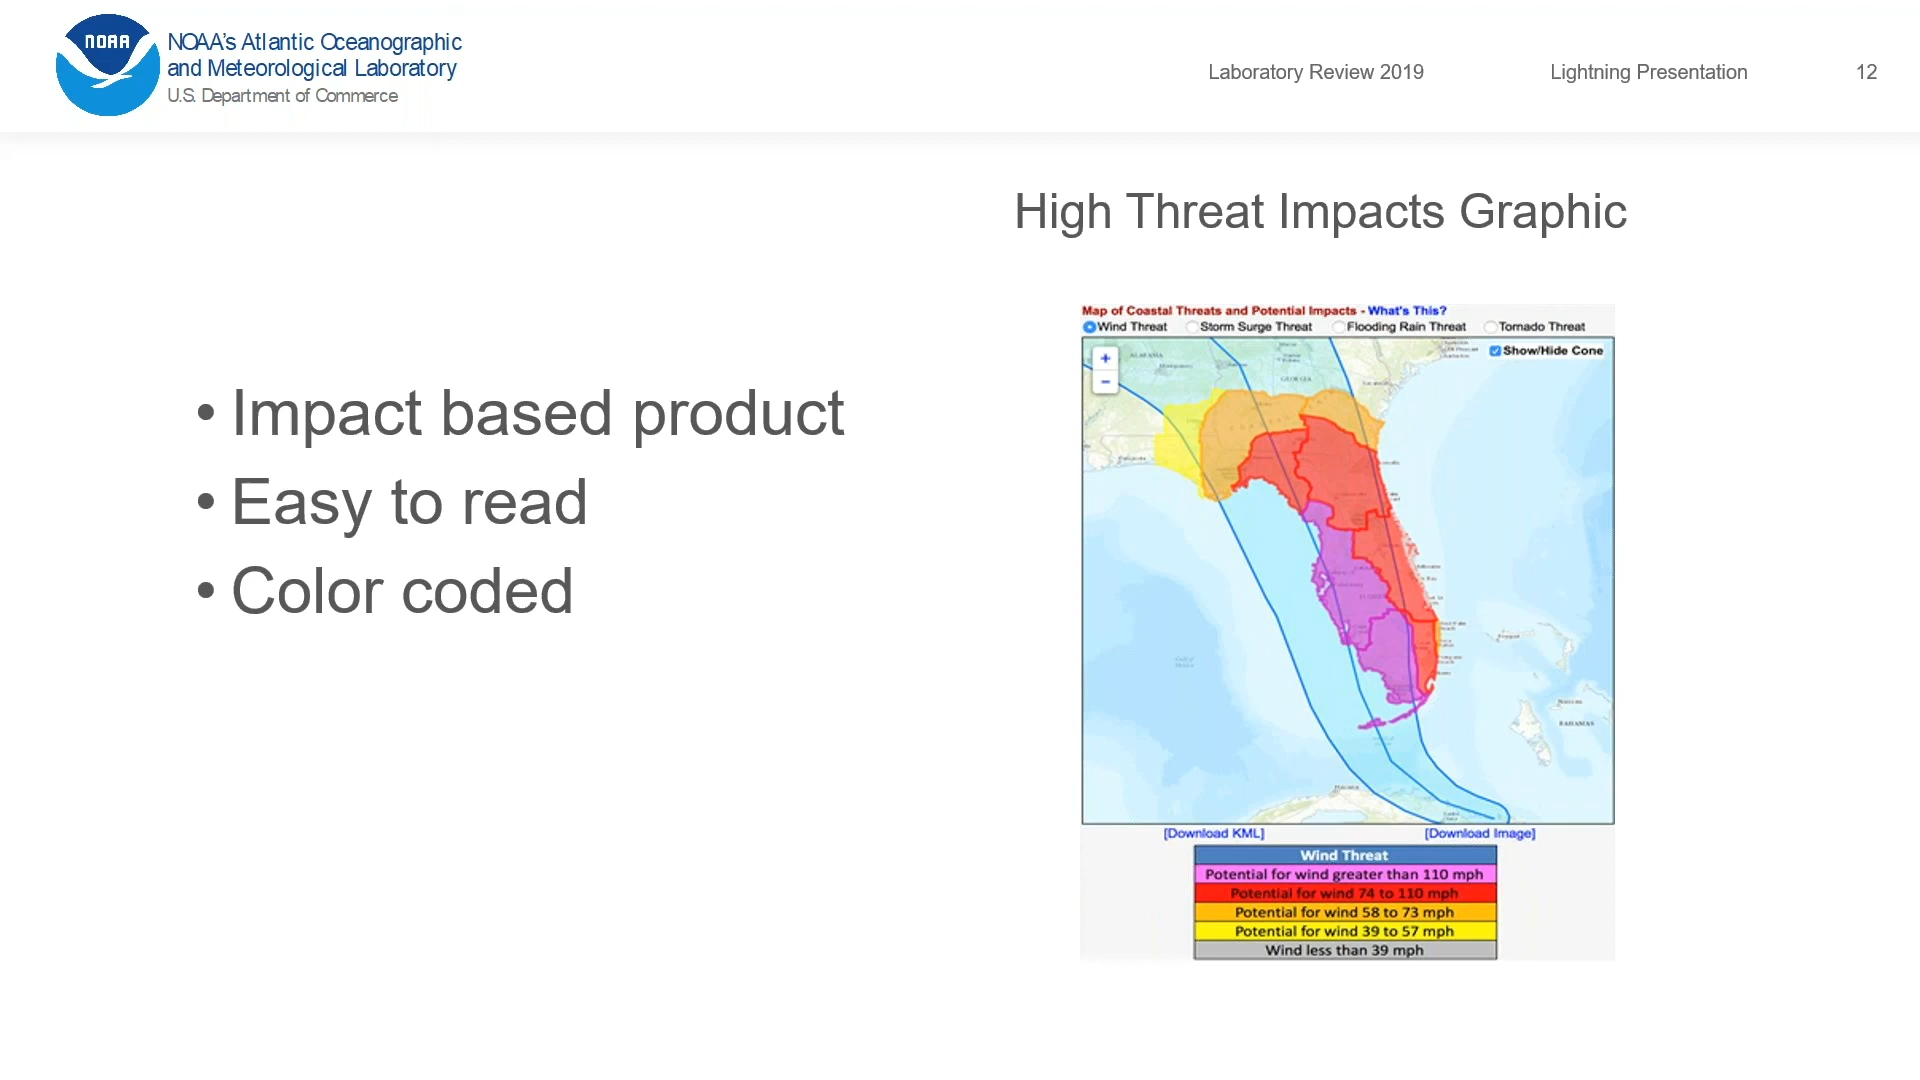 NOAA
NOAA's Atlantic Oceanographic
and Meteorological Laboratory
U.S. Department of Commerce
Laboratory Review 2019
Lightning Presentation
12
High Threat Impacts Graphic
• Impact based product
• Easy to read
• Color coded
Map of Coastal Threats and Potential Impacts - What's This?
Wind Threat Storm Surge Threat Flooding Rain Threat Tornado Threat
+
Show/Hide Cone
−
ALABAMA
GEORGIA
BAHAMAS
[Download KML] [Download Image]
Wind Threat
Potential for wind greater than 110 mph
Potential for wind 74 to 110 mph
Potential for wind 58 to 73 mph
Potential for wind 39 to 57 mph
Wind less than 39 mph